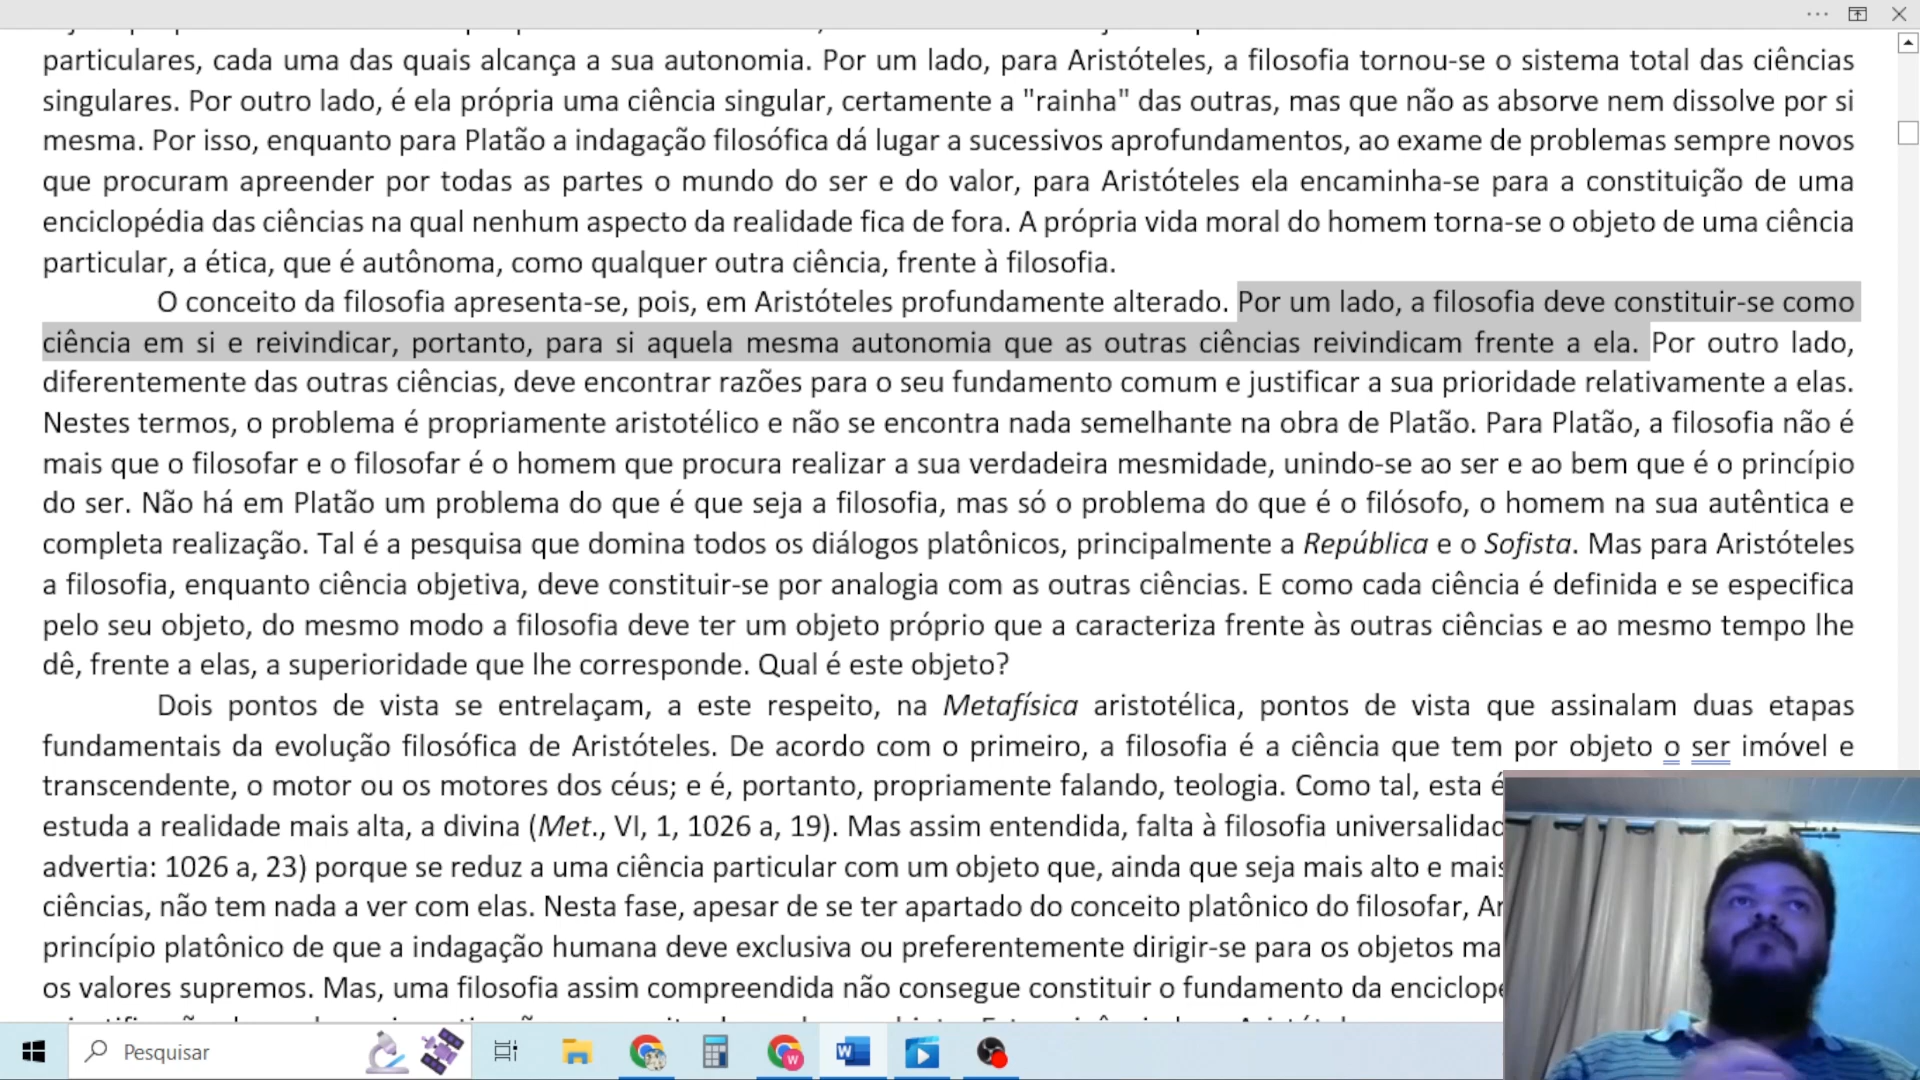 particulares, cada uma das quais alcança a sua autonomia. Por um lado, para Aristóteles, a filosofia tornou-se o sistema total das ciências
singulares. Por outro lado, é ela própria uma ciência singular, certamente a "rainha" das outras, mas que não as absorve nem dissolve por si
mesma. Por isso, enquanto para Platão a indagação filosófica dá lugar a sucessivos aprofundamentos, ao exame de problemas sempre novos
que procuram apreender por todas as partes o mundo do ser e do valor, para Aristóteles ela encaminha-se para a constituição de uma
enciclopédia das ciências na qual nenhum aspecto da realidade fica de fora. A própria vida moral do homem torna-se o objeto de uma ciência
particular, a ética, que é autônoma, como qualquer outra ciência, frente à filosofia.
O conceito da filosofia apresenta-se, pois, em Aristóteles profundamente alterado. Por um lado, a filosofia deve constituir-se como
ciência em si e reivindicar, portanto, para si aquela mesma autonomia que as outras ciências reivindicam frente a ela. Por outro lado,
diferentemente das outras ciências, deve encontrar razões para o seu fundamento comum e justificar a sua prioridade relativamente a elas.
Nestes termos, o problema é propriamente aristotélico e não se encontra nada semelhante na obra de Platão. Para Platão, a filosofia não é
mais que o filosofar e o filosofar é o homem que procura realizar a sua verdadeira mesmidade, unindo-se ao ser e ao bem que é o princípio
do ser. Não há em Platão um problema do que é que seja a filosofia, mas só o problema do que é o filósofo, o homem na sua autêntica e
completa realização. Tal é a pesquisa que domina todos os diálogos platônicos, principalmente a República e o Sofista. Mas para Aristóteles
a filosofia, enquanto ciência objetiva, deve constituir-se por analogia com as outras ciências. E como cada ciência é definida e se especifica
pelo seu objeto, do mesmo modo a filosofia deve ter um objeto próprio que a caracteriza frente às outras ciências e ao mesmo tempo lhe
dê, frente a elas, a superioridade que lhe corresponde. Qual é este objeto?
Dois pontos de vista se entrelaçam, a este respeito, na Metafísica aristotélica, pontos de vista que assinalam duas etapas
fundamentais da evolução filosófica de Aristóteles. De acordo com o primeiro, a filosofia é a ciência que tem por objeto o ser imóvel e
transcendente, o motor ou os motores dos céus; e é, portanto, propriamente falando, teologia. Como tal, esta é
estuda a realidade mais alta, a divina (Met., VI, 1, 1026 a, 19). Mas assim entendida, falta à filosofia universalidad
advertia: 1026 a, 23) porque se reduz a uma ciência particular com um objeto que, ainda que seja mais alto e mais
ciências, não tem nada a ver com elas. Nesta fase, apesar de se ter apartado do conceito platônico do filosofar, Ar
princípio platônico de que a indagação humana deve exclusiva ou preferentemente dirigir-se para os objetos ma
os valores supremos. Mas, uma filosofia assim compreendida não consegue constituir o fundamento da enciclopé
Pesquisar